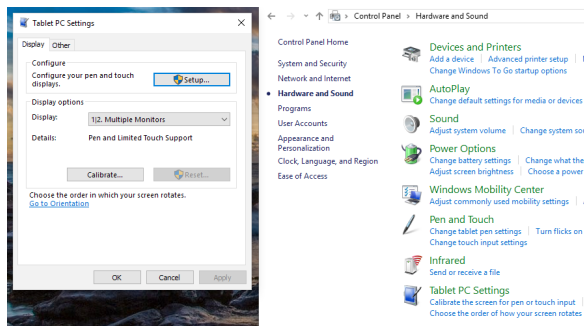 Tablet PC Settings
Display Other
Configure
Configure your pen and touch
displays.
Setup...
Display options
Display:
1|2. Multiple Monitors
Details:
Pen and Limited Touch Support
Calibrate...
Reset...
Choose the order in which your screen rotates.
Go to Orientation
OK
Cancel
Apply
Control Panel > Hardware and Sound
Control Panel Home
System and Security
Network and Internet
Hardware and Sound
Programs
User Accounts
Appearance and
Personalization
Clock, Language, and Region
Ease of Access
Devices and Printers
Add a device | Advanced printer setup |
Change Windows To Go startup options
AutoPlay
Change default settings for media or devices
Sound
Adjust system volume | Change system sou
Power Options
Change battery settings | Change what the
Adjust screen brightness | Choose a power
Windows Mobility Center
Adjust commonly used mobility settings |
Pen and Touch
Change tablet pen settings | Turn flicks on
Change touch input settings
Infrared
Send or receive a file
Tablet PC Settings
Calibrate the screen for pen or touch input |
Choose the order of how your screen rotates